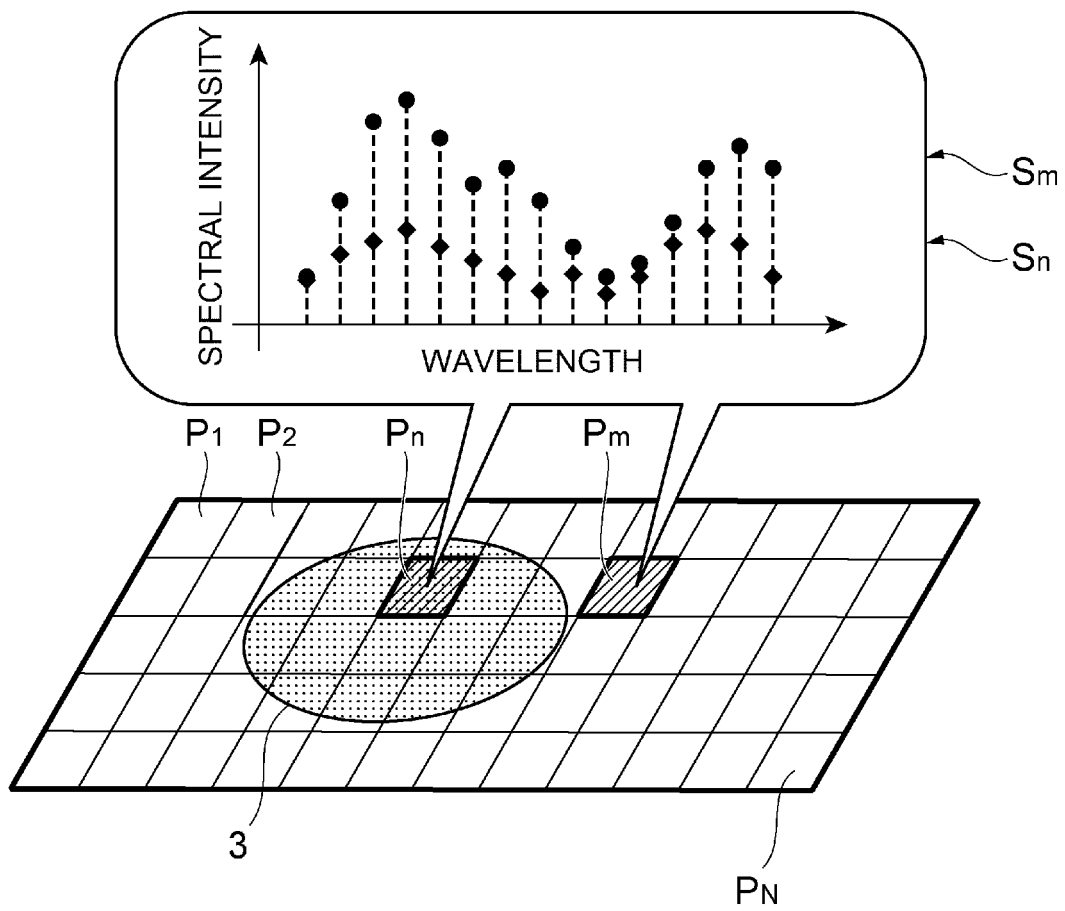 SPECTRAL INTENSITY
WAVELENGTH
Sm
Sn
P1 P2 Pn Pm
3
PN